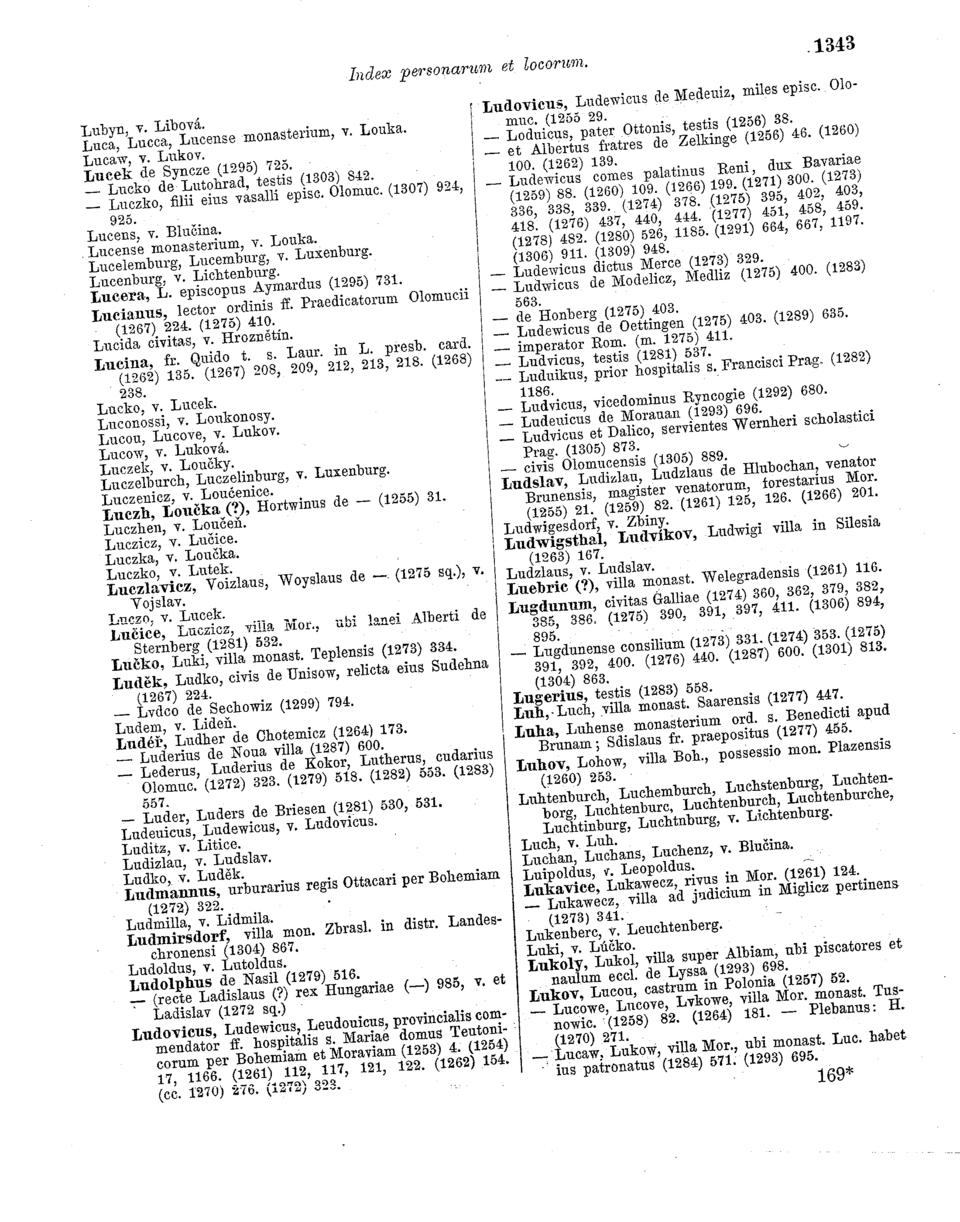 1343
Index personarum et locorum.
Lubyn, v. Libová.
Luca, Lucca, Lucense monasterium, v. Louka.
Lucaw, v. Lukov.
Lucek de Syncze (1295) 725.
— Lucko de Lutohrad, testis (1303) 842.
— Luczko, filii eius vasalli episc. Olomuc. (1307) 924,
925.
Lucens, v. Blučina.
Lucense monasterium, v. Louka.
Lucelemburg, Lucemburg, v. Luxenburg.
Lucenburg, v. Lichtenburg.
Lucera, L. episcopus Aymardus (1295) 731.
Lucianus, lector ordinis ff. Praedicatorum Olomucii
(1267) 224. (1275) 410.
Lucida civitas, v. Hroznětín.
Lucina, fr. Quido t. s. Laur. in L. presb. card.
(1262) 135. (1267) 208, 209, 212, 213, 218. (1268)
238.
Lucko, v. Lucek.
Luconossi, v. Loukonosy.
Lucou, Lucove, v. Lukov.
Lucow, v. Luková.
Luczek, v. Loučky.
Luczelburch, Luczelinburg, v. Luxenburg.
Luczenicz, v. Loučenice.
Luczh, Loučka (?), Hortwinus de — (1255) 31.
Luczhen, v. Loučeň.
Luczicz, v. Lučice.
Luczka, v. Loučka.
Luczko, v. Lutek.
Luczlavicz, Voizlaus, Woyslaus de — (1275 sq.), v.
Vojslav.
Luczo, v. Lucek.
Lučice, Luczicz, villa Mor., ubi lanei Alberti de
Sternberg (1281) 532.
Lučko, Luki, villa monast. Teplensis (1273) 334.
Luděk, Ludko, civis de Unisow, relicta eius Sudehna
(1267) 224.
— Lvdco de Sechowiz (1299) 794.
Ludem, v. Lideň.
Luděř, Ludher de Chotemicz (1264) 173.
— Luderius de Noua villa (1287) 600.
— Lederus, Luderius de Kokor, Lutherus, cudarius
Olomuc. (1272) 323. (1279) 518. (1282) 553. (1283)
557.
— Luder, Luders de Briesen (1281) 530, 531.
Ludeuicus, Ludewicus, v. Ludovicus.
Luditz, v. Litice.
Ludizlau, v. Ludslav.
Ludko, v. Luděk.
Ludmannus, urburarius regis Ottacari per Bohemiam
(1272) 322.
Ludmilla, v. Lidmila.
Ludmirsdorf, villa mon. Zbrasl. in distr. Landes-
chronensi (1304) 867.
Ludoldus, v. Lutoldus.
Ludolphus de Nasil (1279) 516.
— (recte Ladislaus (?) rex Hungariae (—) 985, v. et
Ladislav (1272 sq.)
Ludovicus, Ludewicus, Leudouicus, provincialis com-
mendator ff. hospitalis s. Mariae domus Teutoni-
corum per Bohemiam et Moraviam (1253) 4. (1254)
17, 1166. (1261) 112, 117, 121, 122. (1262) 154.
(cc. 1270) 276. (1272) 323.
Ludovicus, Ludewicus de Medeuiz, miles episc. Olo-
muc. (1255 29.
— Loduicus, pater Ottonis, testis (1256) 38.
— et Albertus fratres de Zelkinge (1256) 46. (1260)
100. (1262) 139.
— Ludewicus comes palatinus Reni, dux Bavariae
(1259) 88. (1260) 109. (1266) 199. (1271) 300. (1273)
336, 338, 339. (1274) 378. (1275) 395, 402, 403,
418. (1276) 437, 440, 444. (1277) 451, 458, 459.
(1278) 482. (1280) 526, 1185. (1291) 664, 667, 1197.
(1306) 911. (1309) 948.
— Ludewicus dictus Merce (1273) 329.
— Ludwicus de Modelicz, Medliz (1275) 400. (1283)
563.
— de Honberg (1275) 403.
— Ludewicus de Oettingen (1275) 403. (1289) 635.
— imperator Rom. (m. 1275) 411.
— Ludvicus, testis (1281) 537.
— Luduikus, prior hospitalis s. Francisci Prag. (1282)
1186.
— Ludvicus, vicedominus Ryncogie (1292) 680.
— Ludeuicus de Morauan (1293) 696.
— Ludvicus et Dalico, servientes Wernheri scholastici
Prag. (1305) 873.
— civis Olomucensis (1305) 889.
Ludslav, Ludizlau, Ludzlaus de Hlubochan, venator
Brunensis, magister venatorum, forestarius Mor.
(1255) 21. (1259) 82. (1261) 125, 126. (1266) 201.
Ludwigesdorf, v. Zbiny.
Ludwigsthal, Ludvíkov, Ludwigi villa in Silesia
(1263) 167.
Ludzlaus, v. Ludslav.
Luebric (?), villa monast. Welegradensis (1261) 116.
Lugdunum, civitas Galliae (1274) 360, 362, 379, 382,
385, 386. (1275) 390, 391, 397, 411. (1306) 894,
895.
— Lugdunense consilium (1273) 331. (1274) 353. (1275)
391, 392, 400. (1276) 440. (1287) 600. (1301) 813.
(1304) 863.
Lugerius, testis (1283) 558.
Luh, Luch, villa monast. Saarensis (1277) 447.
Luha, Luhense monasterium ord. s. Benedicti apud
Brunam; Sdislaus fr. praepositus (1277) 455.
Luhov, Lohow, villa Boh., possessio mon. Plazensis
(1260) 253.
Luhtenburch, Luchemburch, Luchstenburg, Luchten-
borg, Luchtenburc, Luchtenburch, Luchtenburche,
Luchtinburg, Luchtnburg, v. Lichtenburg.
Luch, v. Luh.
Luchan, Luchans, Luchenz, v. Blučina.
Luipoldus, v. Leopoldus.
Lukavice, Lukawecz, rivus in Mor. (1261) 124.
— Lukawecz, villa ad judicium in Miglicz pertinens
(1273) 341.
Lukenberc, v. Leuchtenberg.
Luki, v. Lúčko.
Lukoly, Lukol, villa super Albiam, ubi piscatores et
naulum eccl. de Lyssa (1293) 698.
Lukov, Lucou, castrum in Polonia (1257) 52.
— Lucowe, Lucove, Lvkowe, villa Mor. monast. Tus-
nowic. (1258) 82. (1264) 181. — Plebanus: H.
(1270) 271.
— Lucaw, Lukow, villa Mor., ubi monast. Luc. habet
ius patronatus (1284) 571. (1293) 695.
169*